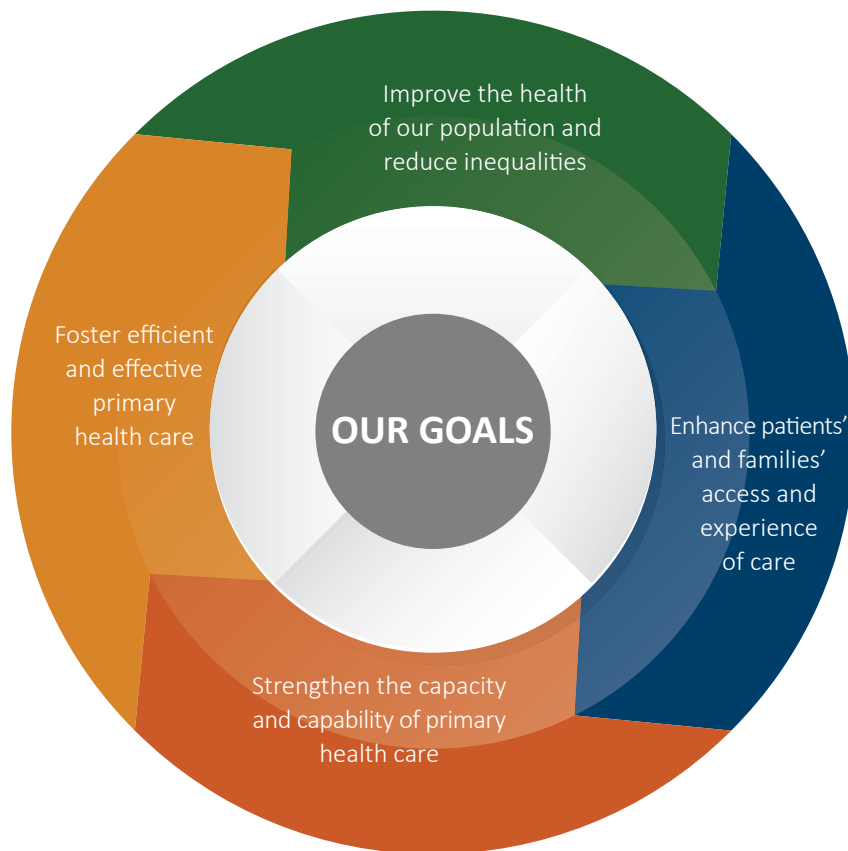 Improve the health
of our population and
reduce inequalities
Enhance patients’
and families’
access and
experience
of care
Strengthen the capacity
and capability of primary
health care
Foster efficient
and effective
primary
health care
OUR GOALS